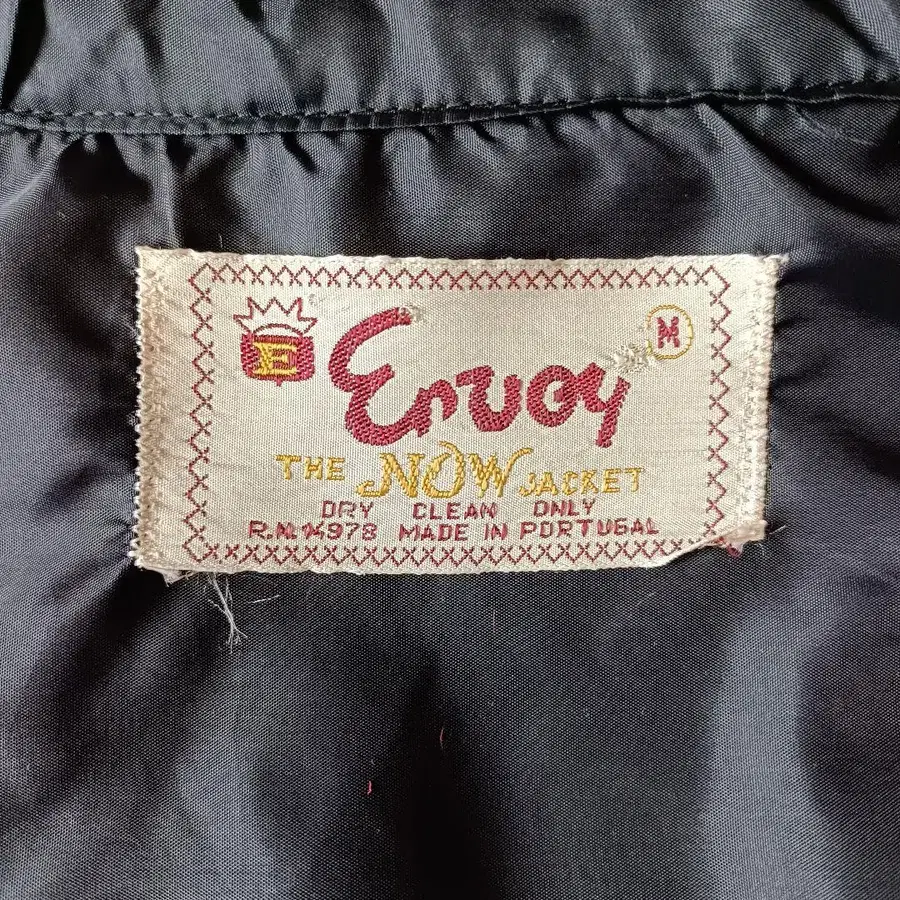 E Envoy M
THE NOW JACKET
DRY CLEAN ONLY
R.N. 14978 MADE IN PORTUGAL